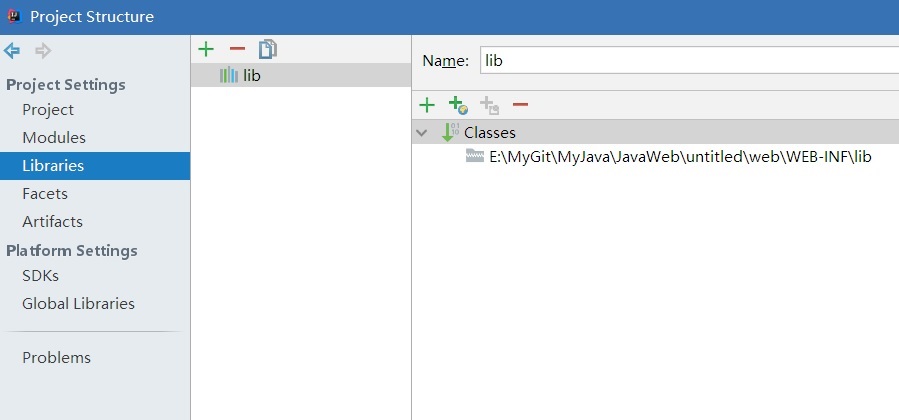 Project Structure
Project Settings
Project
Modules
Libraries
Facets
Artifacts
Platform Settings
SDKs
Global Libraries
Problems
lib
Name: lib
Classes
E:\MyGit\MyJava\JavaWeb\untitled\web\WEB-INF\lib